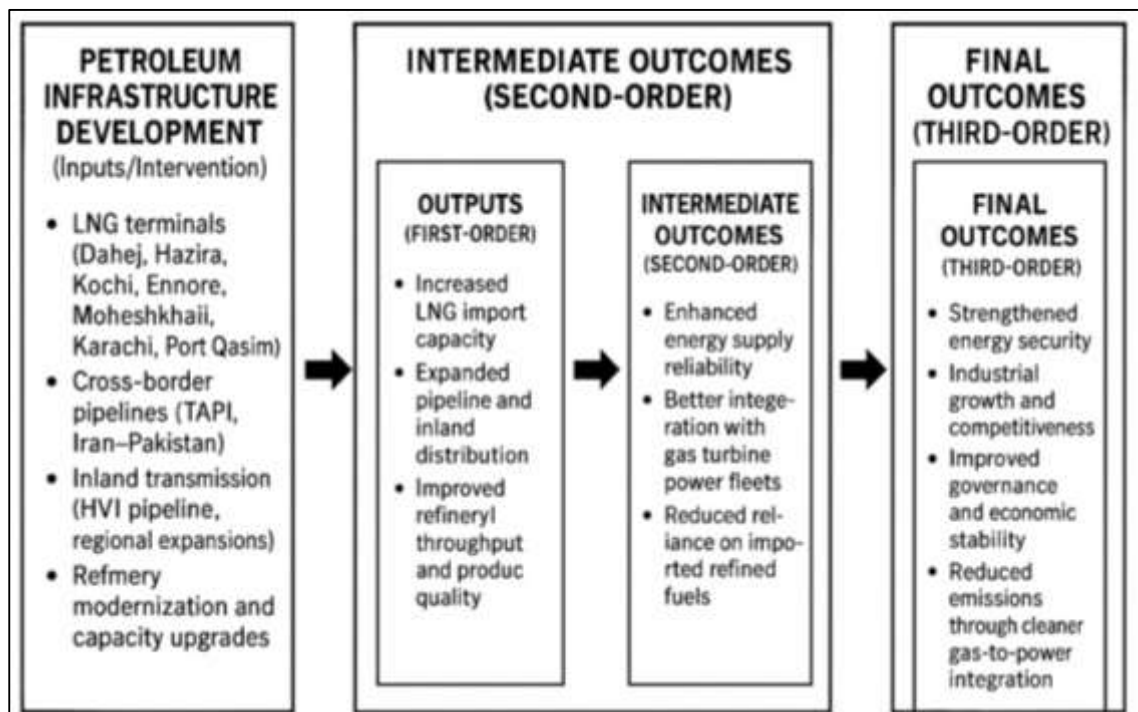 PETROLEUM
INFRASTRUCTURE
DEVELOPMENT
(Inputs/Intervention)
• LNG terminals
(Dahej, Hazira,
Kochi, Ennore,
Moheshkhaii,
Karachi, Port Qasim)
• Cross-border
pipelines (TAPI,
Iran–Pakistan)
• Inland transmission
(HVI pipeline,
regional expansions)
• Refmery
modernization and
capacity upgrades
INTERMEDIATE OUTCOMES
(SECOND-ORDER)
OUTPUTS
(FIRST-ORDER)
• Increased
LNG import
capacity
• Expanded
pipeline and
inland
distribution
• Improved
refineryl
throughput
and produc
quality
INTERMEDIATE
OUTCOMES
(SECOND-ORDER)
• Enhanced
energy supply
reliability
• Better intege-
ration with
gas turbine
power fleets
• Reduced rel-
iance on impo-
rted refined
fuels
FINAL
OUTCOMES
(THIRD-ORDER)
FINAL
OUTCOMES
(THIRD-ORDER)
• Strengthened
energy security
• Industrial
growth and
competitiveness
• Improved
governance
and economic
stability
• Reduced
emissions
through cleaner
gas-to-power
integration